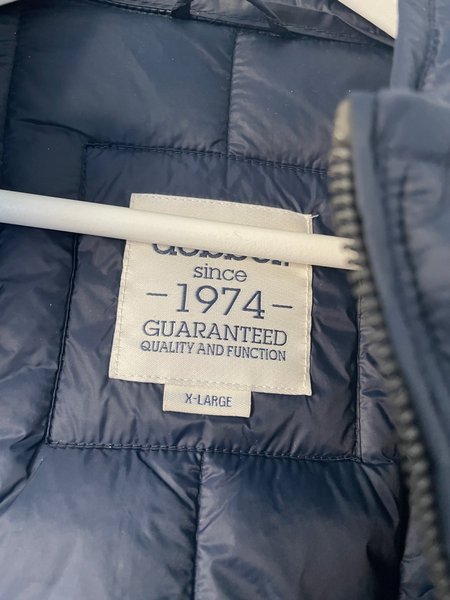 since
-1974-
GUARANTEED
QUALITY AND FUNCTION
X-LARGE